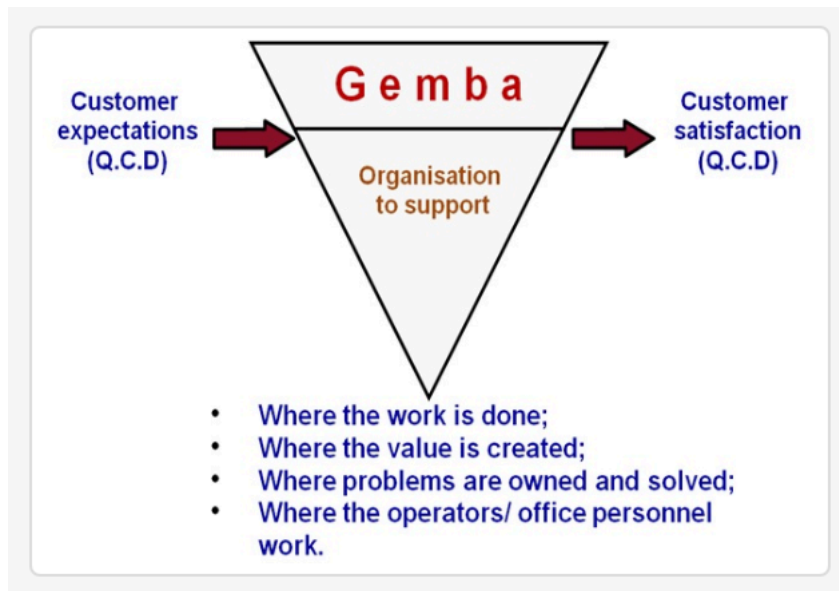 G e m b a
Customer
expectations
(Q.C.D)
Customer
satisfaction
(Q.C.D)
Organisation
to support
• Where the work is done;
• Where the value is created;
• Where problems are owned and solved;
• Where the operators/ office personnel
work.